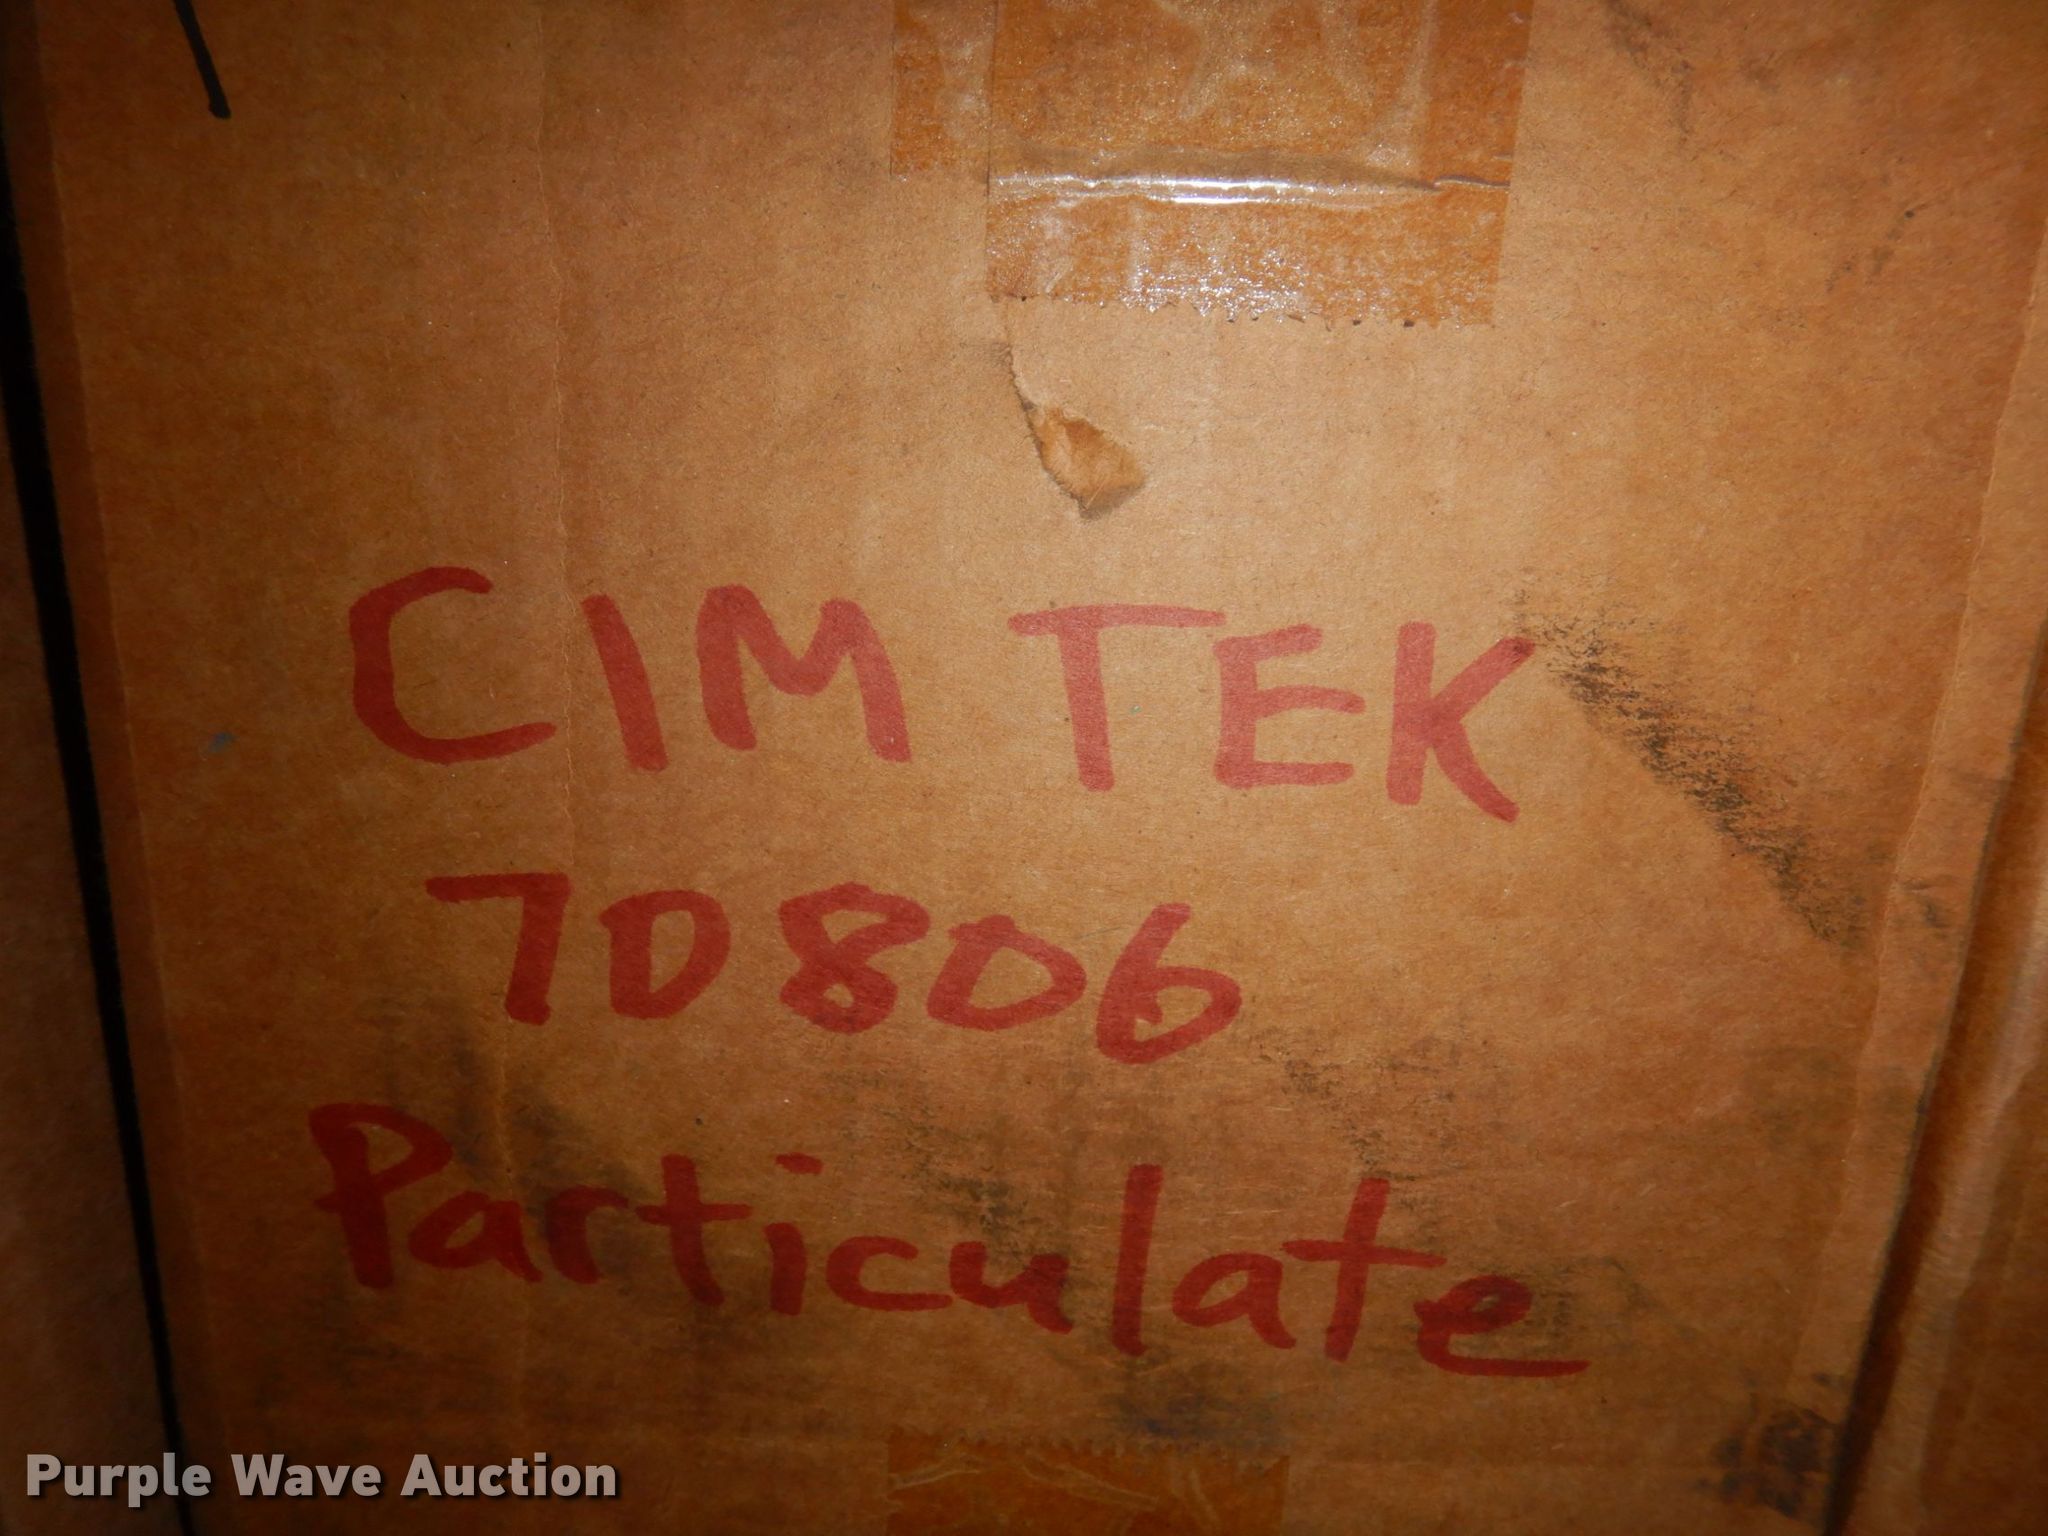 CIM TEK
70806
Particulate
Purple Wave Auction